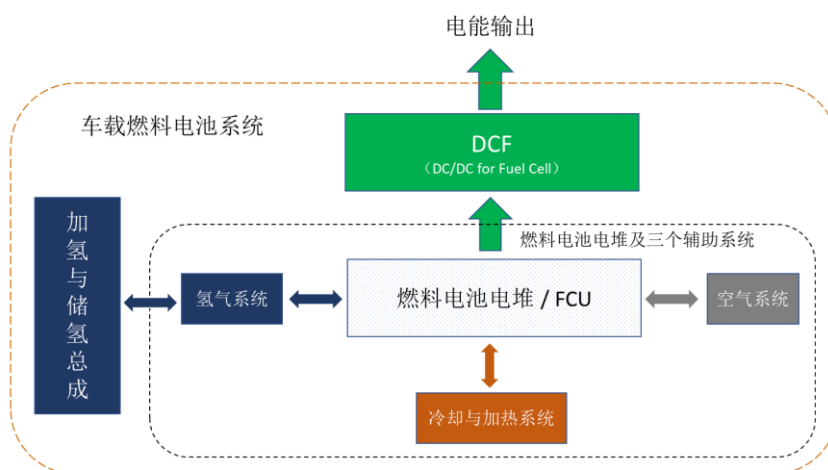 电能输出
车载燃料电池系统
DCF
（DC/DC for Fuel Cell）
燃料电池电堆及三个辅助系统
加氢与储氢总成
氢气系统
燃料电池电堆 / FCU
空气系统
冷却与加热系统